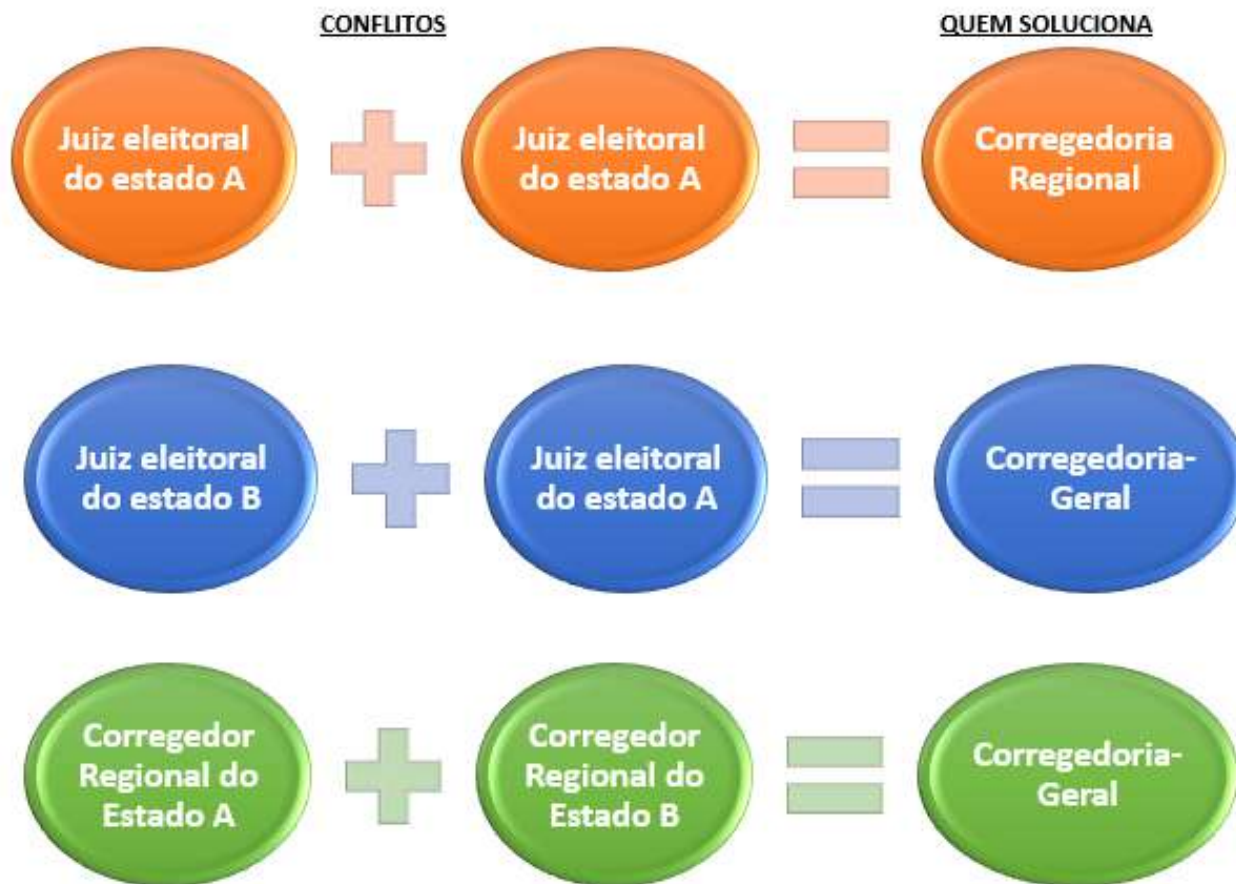 CONFLITOS
QUEM SOLUCIONA
Juiz eleitoral
do estado A
Juiz eleitoral
do estado A
Corregedoria
Regional
Juiz eleitoral
do estado B
Juiz eleitoral
do estado A
Corregedoria-
Geral
Corregedor
Regional do
Estado A
Corregedor
Regional do
Estado B
Corregedoria-
Geral